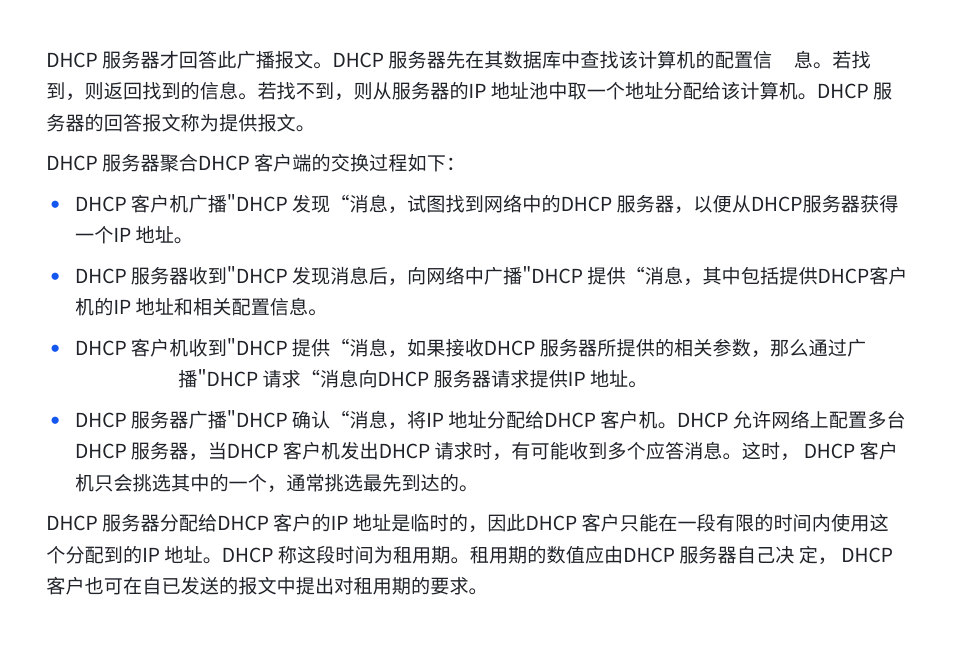 DHCP 服务器才回答此广播报文。DHCP 服务器先在其数据库中查找该计算机的配置信 息。若找
到，则返回找到的信息。若找不到，则从服务器的IP 地址池中取一个地址分配给该计算机。DHCP 服
务器的回答报文称为提供报文。
DHCP 服务器聚合DHCP 客户端的交换过程如下：
• DHCP 客户机广播"DHCP 发现“消息，试图找到网络中的DHCP 服务器，以便从DHCP服务器获得
一个IP 地址。
• DHCP 服务器收到"DHCP 发现消息后，向网络中广播"DHCP 提供“消息，其中包括提供DHCP客户
机的IP 地址和相关配置信息。
• DHCP 客户机收到"DHCP 提供“消息，如果接收DHCP 服务器所提供的相关参数，那么通过广
播"DHCP 请求“消息向DHCP 服务器请求提供IP 地址。
• DHCP 服务器广播"DHCP 确认“消息，将IP 地址分配给DHCP 客户机。DHCP 允许网络上配置多台
DHCP 服务器，当DHCP 客户机发出DHCP 请求时，有可能收到多个应答消息。这时， DHCP 客户
机只会挑选其中的一个，通常挑选最先到达的。
DHCP 服务器分配给DHCP 客户的IP 地址是临时的，因此DHCP 客户只能在一段有限的时间内使用这
个分配到的IP 地址。DHCP 称这段时间为租用期。租用期的数值应由DHCP 服务器自己决 定， DHCP
客户也可在自已发送的报文中提出对租用期的要求。